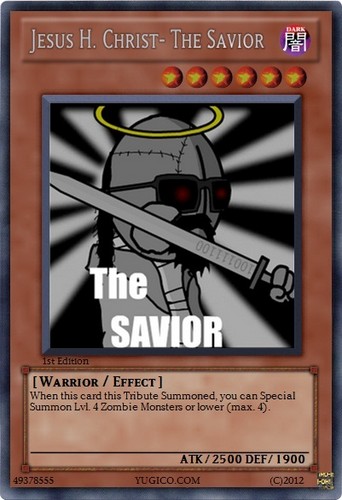 Jesus H. Christ- The Savior
DARK
闇
The
SAVIOR
1st Edition
[ Warrior / Effect ]
When this card this Tribute Summoned, you can Special
Summon Lvl. 4 Zombie Monsters or lower (max. 4).
ATK / 2500 DEF / 1900
49378555 YUGICO.COM (C)2012